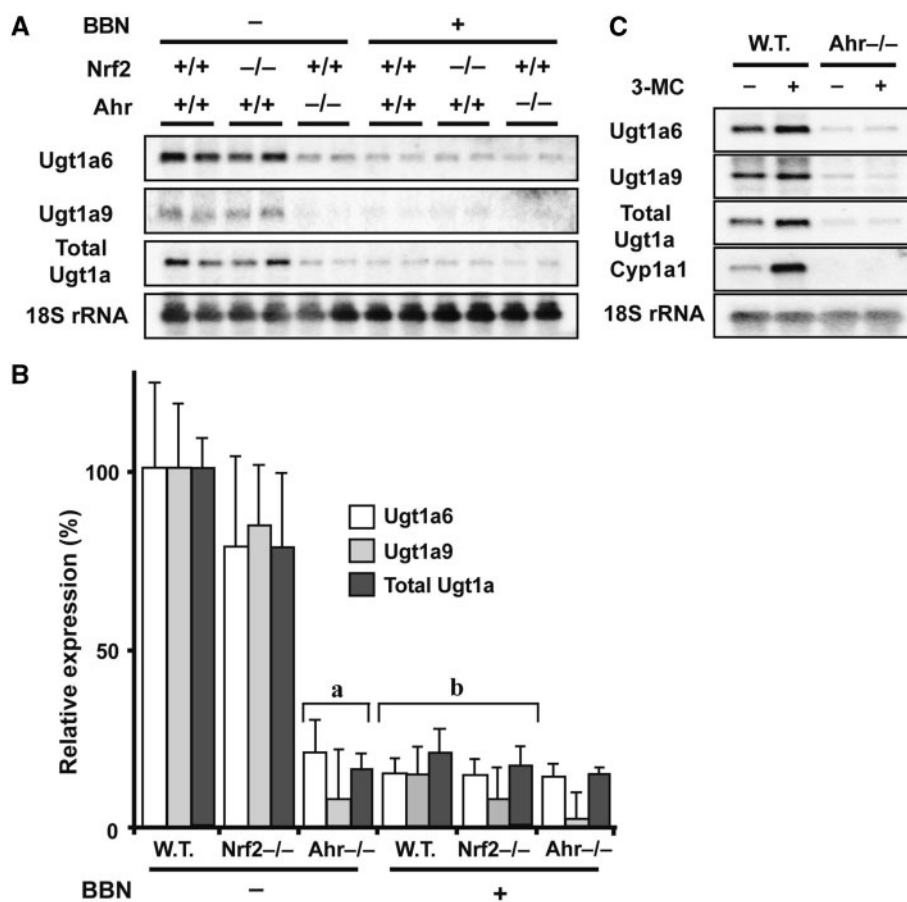 A
BBN – +
Nrf2 +/+ –/– +/+ +/+ –/– +/+
Ahr +/+ +/+ –/– +/+ +/+ –/–
Ugt1a6
Ugt1a9
Total
Ugt1a
18S rRNA
C
W.T. Ahr–/–
3-MC – + – +
Ugt1a6
Ugt1a9
Total
Ugt1a
Cyp1a1
18S rRNA
B
Relative expression (%)
100
50
0
Ugt1a6
Ugt1a9
Total Ugt1a
a
b
W.T. Nrf2–/– Ahr–/– W.T. Nrf2–/– Ahr–/–
BBN – +